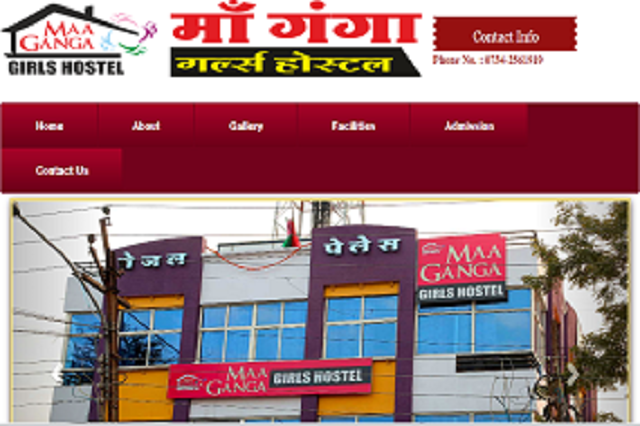 MAA
GANGA
GIRLS HOSTEL
माँ गंगा
गर्ल्स होस्टल
Contact Info
Phone No. : 0734-2561919
Home
About
Gallery
Facilities
Admission
Contact Us
पेलेस
MAA
GANGA
GIRLS HOSTEL
MAA
GANGA
GIRLS HOSTEL